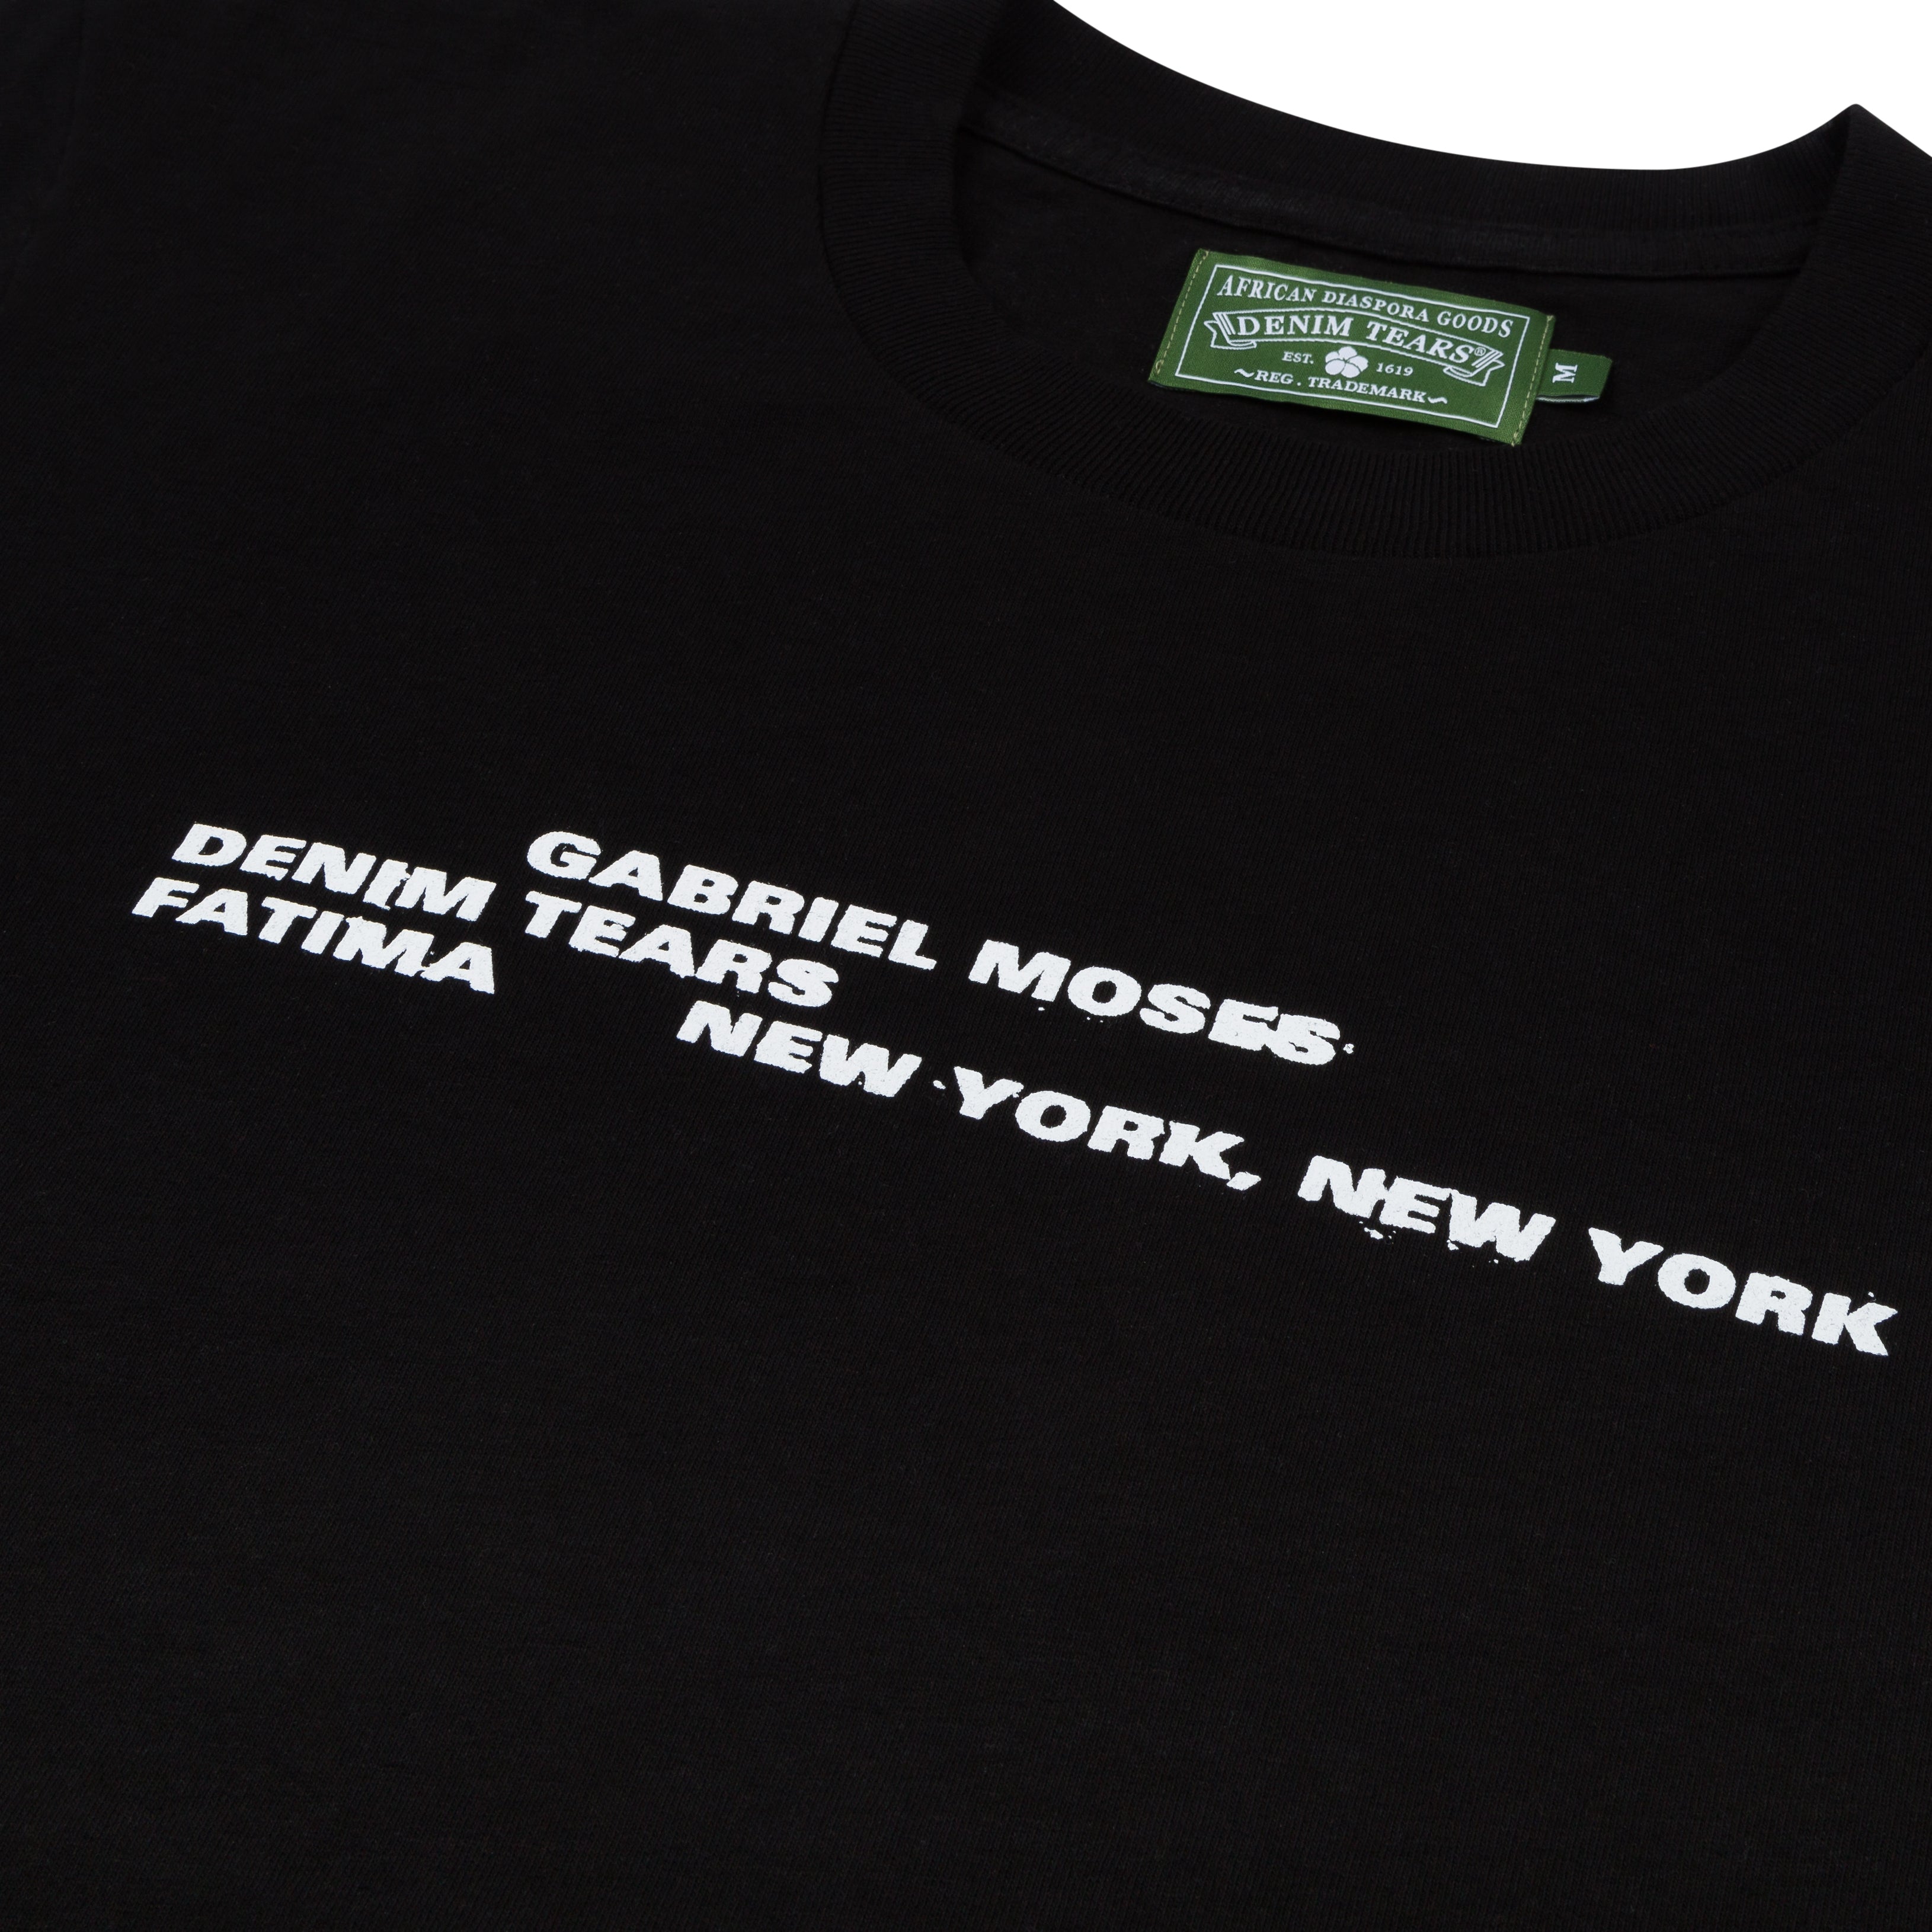 AFRICAN DIASPORA GOODS
DENIM TEARS®
EST. 1619
~REG. TRADEMARK~
M
GABRIEL MOSES
DENIM TEARS
FATIMA
NEW YORK, NEW YORK